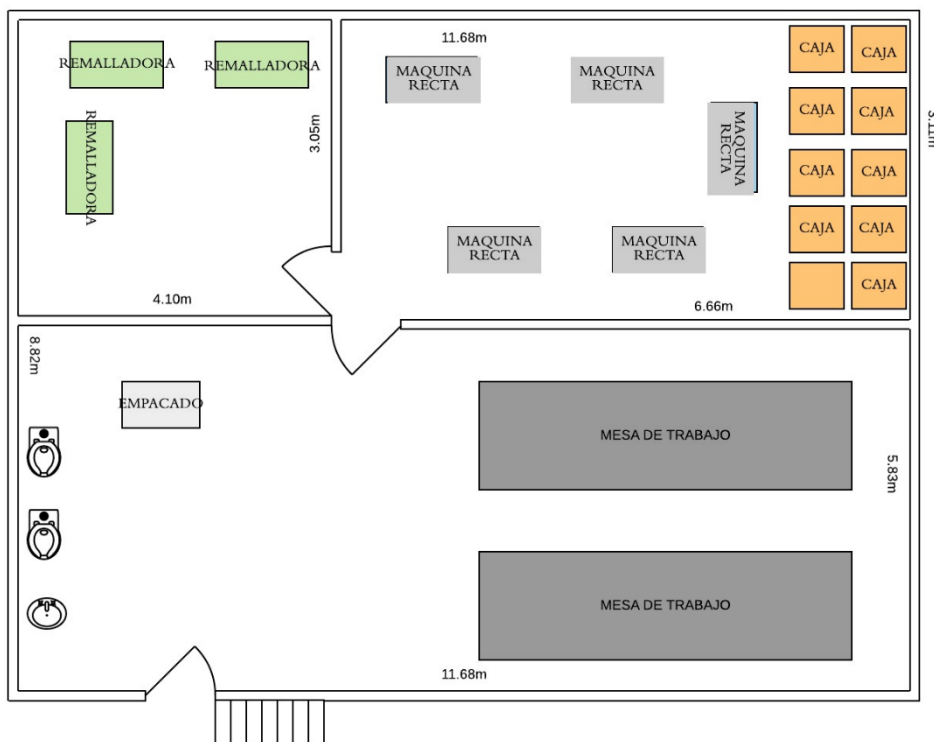 11.68m
REMALLADORA
REMALLADORA
MAQUINA
RECTA
MAQUINA
RECTA
CAJA
CAJA
REMALLADORA
3.05m
MAQUINA
RECTA
CAJA
CAJA
3.11m
CAJA
CAJA
MAQUINA
RECTA
MAQUINA
RECTA
CAJA
CAJA
CAJA
4.10m
6.66m
8.82m
EMPACADO
MESA DE TRABAJO
5.83m
MESA DE TRABAJO
11.68m